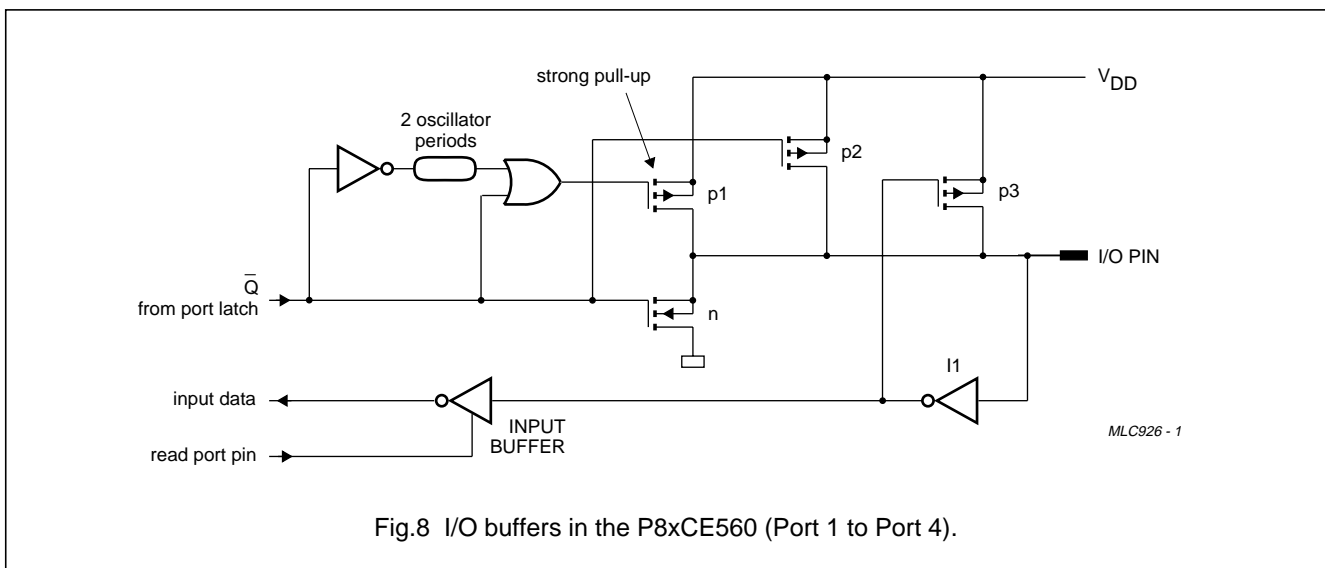 strong pull-up
V DD
2 oscillator
periods
p2
p1
p3
I/O PIN
Q̅
from port latch
n
I1
input data
INPUT
BUFFER
MLC926 - 1
read port pin
Fig.8 I/O buffers in the P8xCE560 (Port 1 to Port 4).